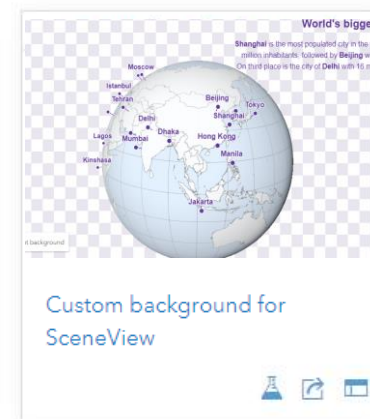 World's bigge
Shanghai is the most populated city in the
million inhabitants, followed by Beijing w
On third place is the city of Delhi with 16 m
Moscow
Istanbul
Tehran
Beijing
Tokyo
Delhi
Shanghai
Lagos
Mumbai
Dhaka
Hong Kong
Kinshasa
Manila
Jakarta
t background
Custom background for
SceneView